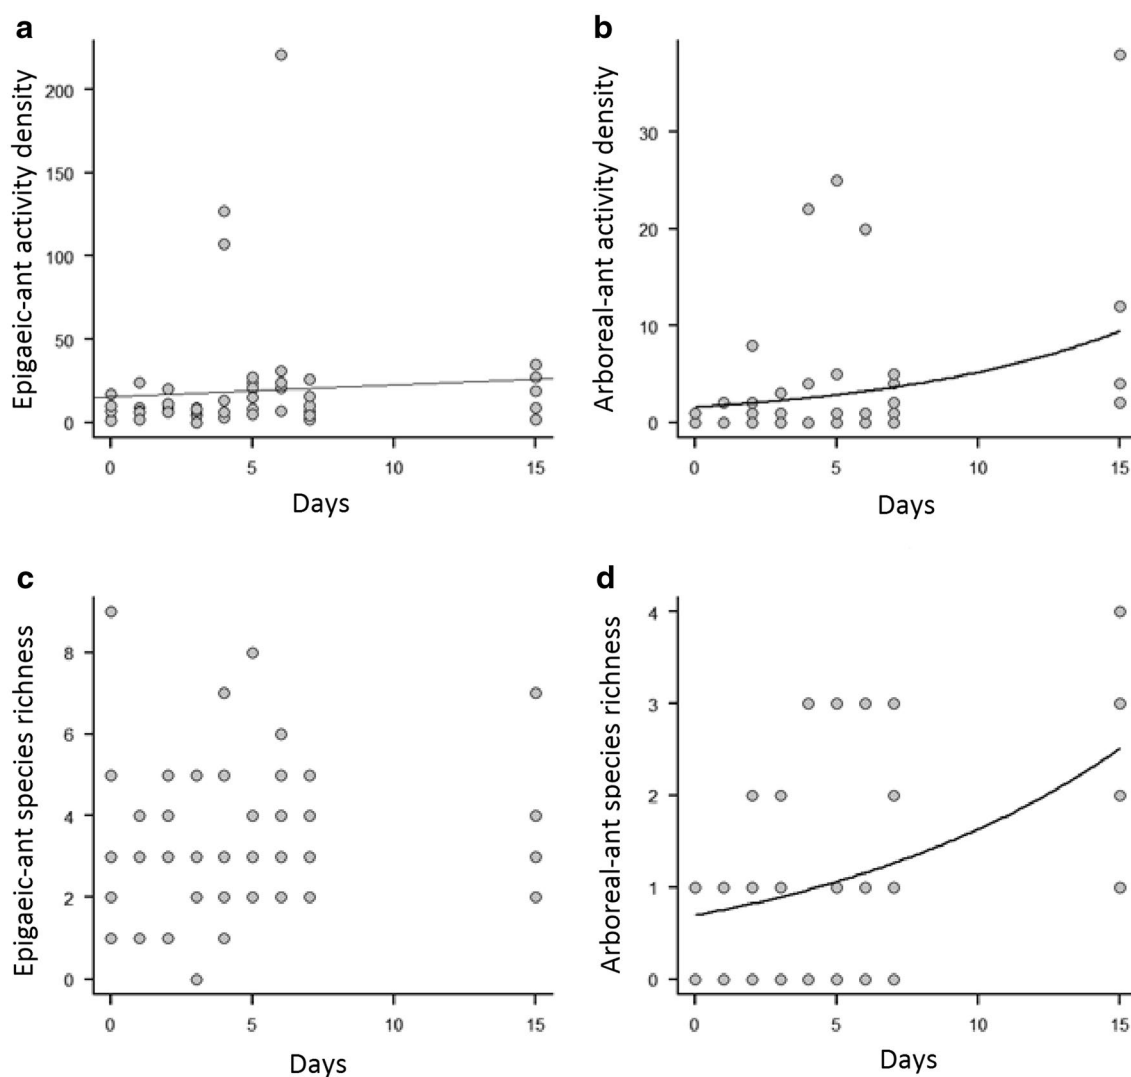 a
Epigaeic-ant activity density
200
150
100
50
0
0 5 10 15
Days
b
Arboreal-ant activity density
30
20
10
0
0 5 10 15
Days
c
Epigaeic-ant species richness
8
6
4
2
0
0 5 10 15
Days
d
Arboreal-ant species richness
4
3
2
1
0
0 5 10 15
Days